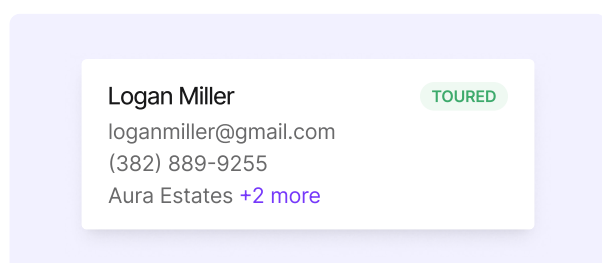 Logan Miller
TOURED
loganmiller@gmail.com
(382) 889-9255
Aura Estates +2 more